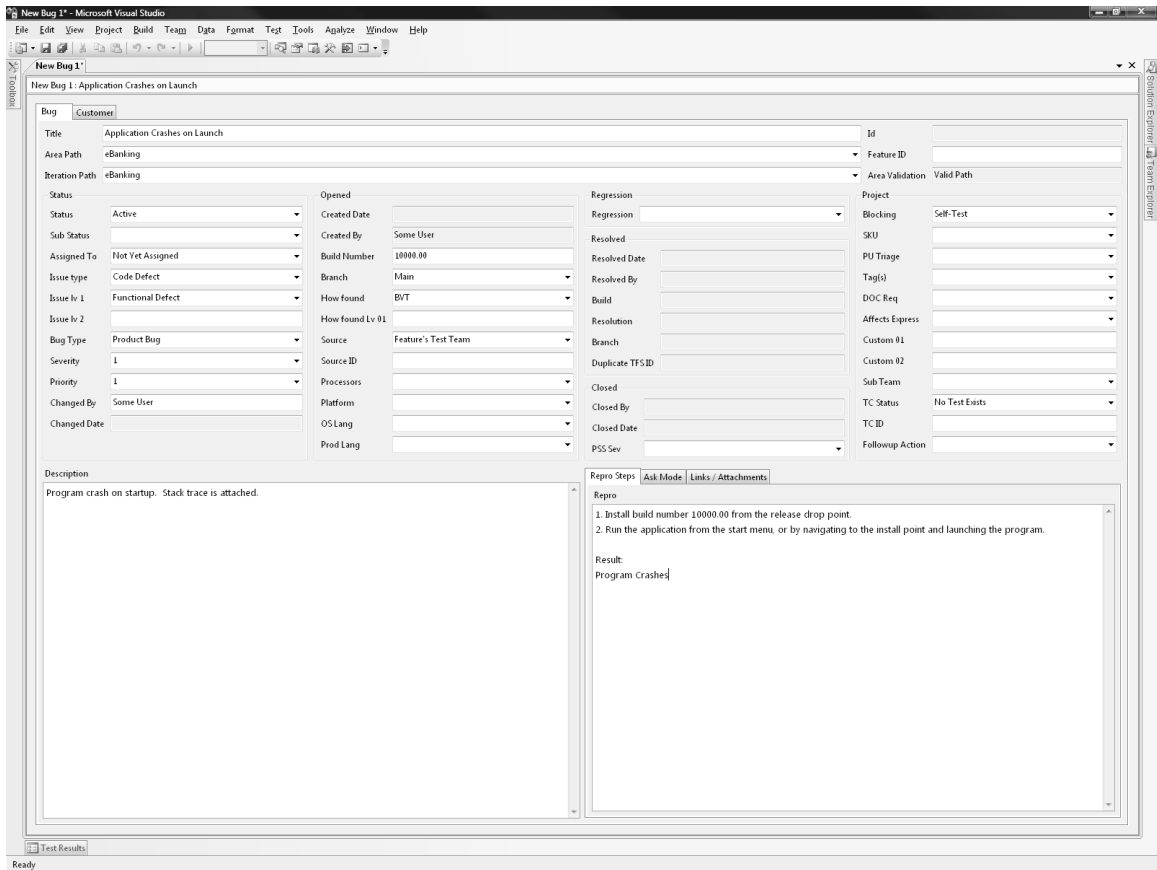 New Bug 1* - Microsoft Visual Studio
File Edit View Project Build Team Data Format Test Tools Analyze Window Help
New Bug 1*
Toolbox
Solution Explorer
Team Explorer
New Bug 1 : Application Crashes on Launch
Bug Customer
Title Application Crashes on Launch Id
Area Path eBanking Feature ID
Iteration Path eBanking Area Validation Valid Path
Status Opened Regression Project
Status Active Created Date Regression Blocking Self-Test
Sub Status Created By Some User Resolved SKU
Assigned To Not Yet Assigned Build Number 10000.00 Resolved Date PU Triage
Issue type Code Defect Branch Main Resolved By Tag(s)
Issue lv 1 Functional Defect How found BVT Build DOC Req
Issue lv 2 How found Lv 01 Resolution Affects Express
Bug Type Product Bug Source Feature's Test Team Branch Custom 01
Severity 1 Source ID Duplicate TFS ID Custom 02
Priority 1 Processors Closed Sub Team
Changed By Some User Platform Closed By TC Status No Test Exists
Changed Date OS Lang Closed Date TC ID
Prod Lang PSS Sev Followup Action
Description
Program crash on startup. Stack trace is attached.
Repro Steps Ask Mode Links / Attachments
Repro
1. Install build number 10000.00 from the release drop point.
2. Run the application from the start menu, or by navigating to the install point and launching the program.
Result:
Program Crashes
Test Results
Ready